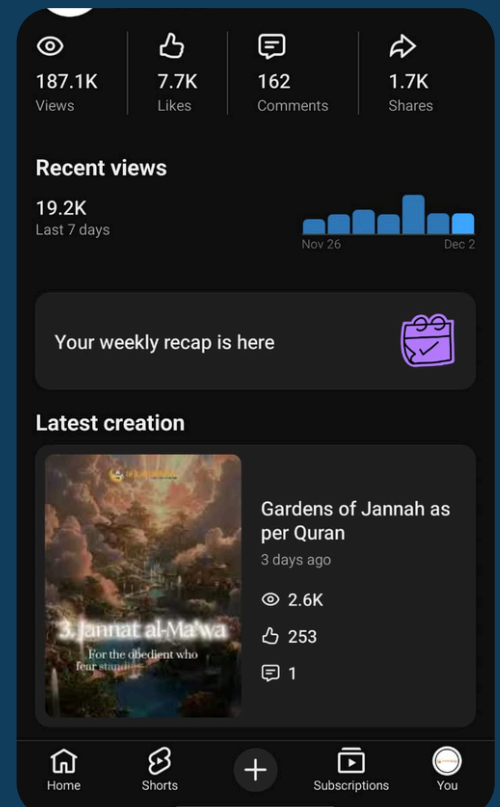 187.1K
Views
7.7K
Likes
162
Comments
1.7K
Shares
Recent views
19.2K
Last 7 days
Nov 26
Dec 2
Your weekly recap is here
Latest creation
3. Jannat al-Ma'wa
For the obedient who
fear
Gardens of Jannah as
per Quran
3 days ago
2.6K
253
1
Home
Shorts
Subscriptions
You